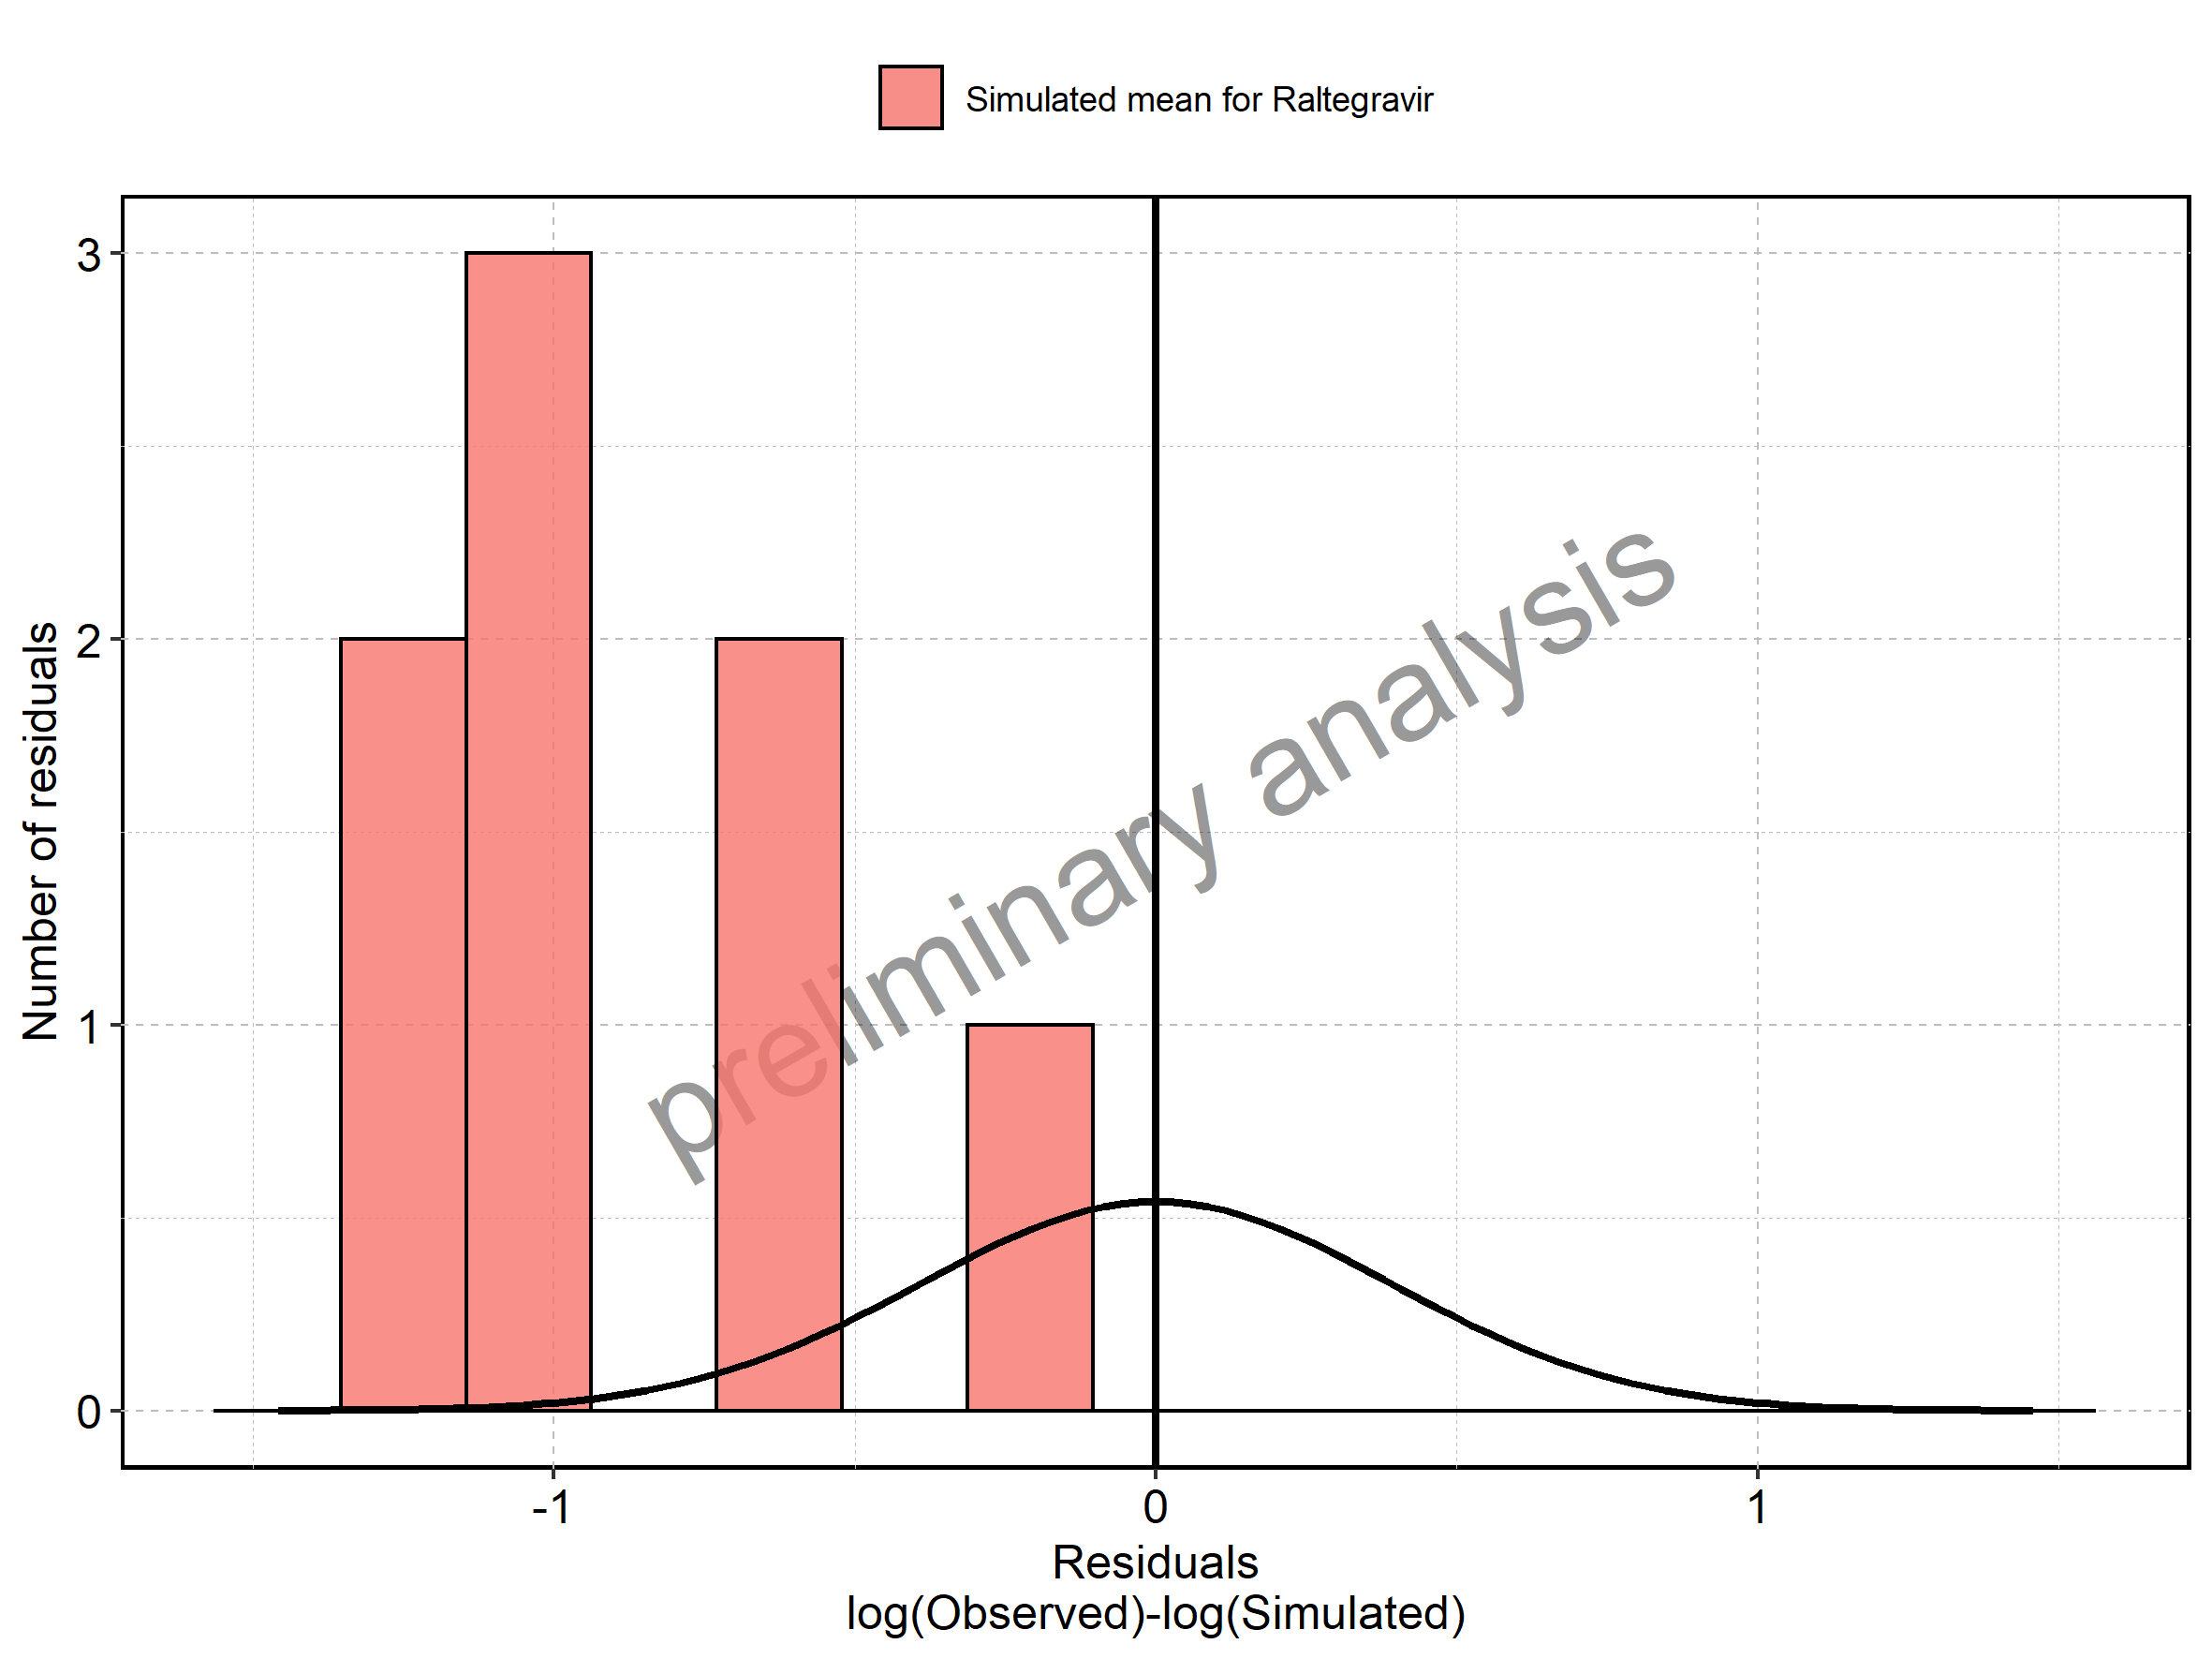 Simulated mean for Raltegravir
3
2
1
0
Number of residuals
preliminary analysis
-1
0
1
Residuals
log(Observed)-log(Simulated)